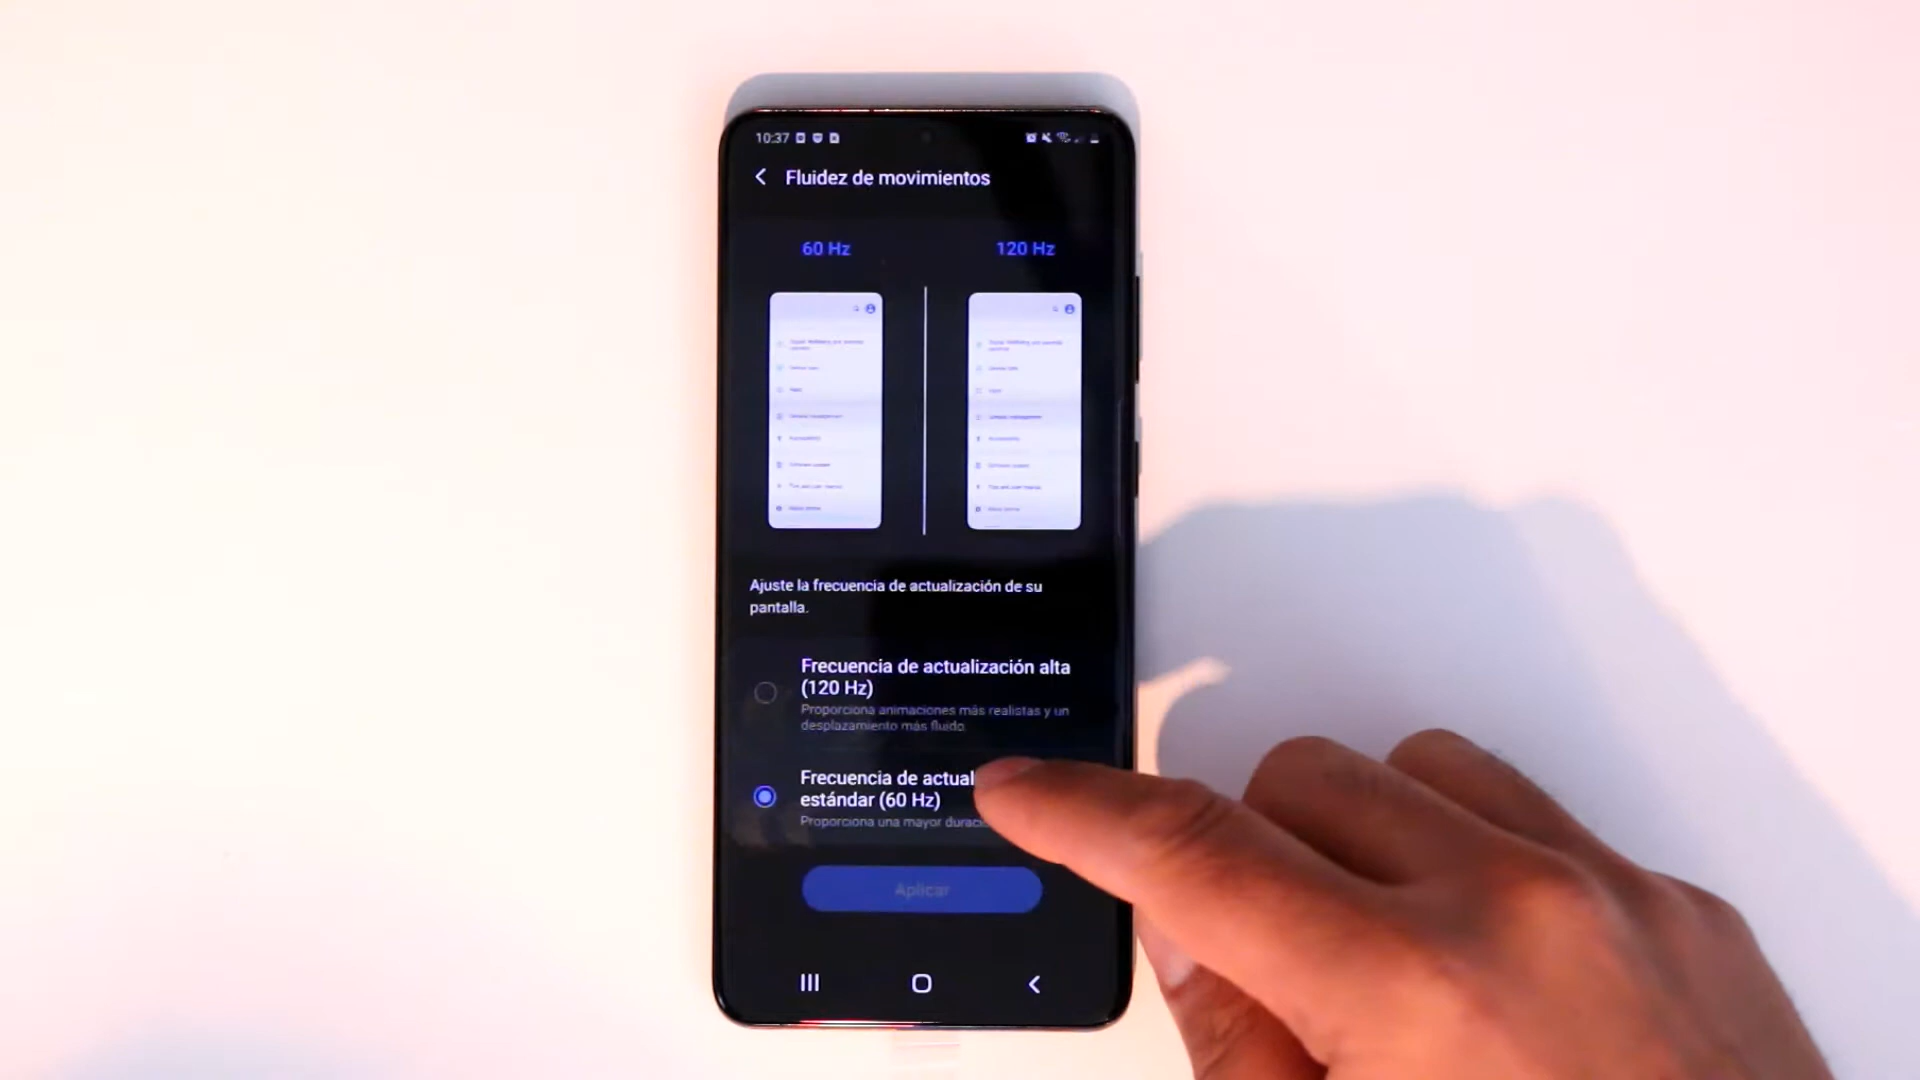 10:37
Fluidez de movimientos
60 Hz
120 Hz
Ajuste la frecuencia de actualización de su
pantalla.
Frecuencia de actualización alta
(120 Hz)
Proporciona animaciones más realistas y un
desplazamiento más fluido.
Frecuencia de actual
estándar (60 Hz)
Proporciona una mayor duraci
Aplicar